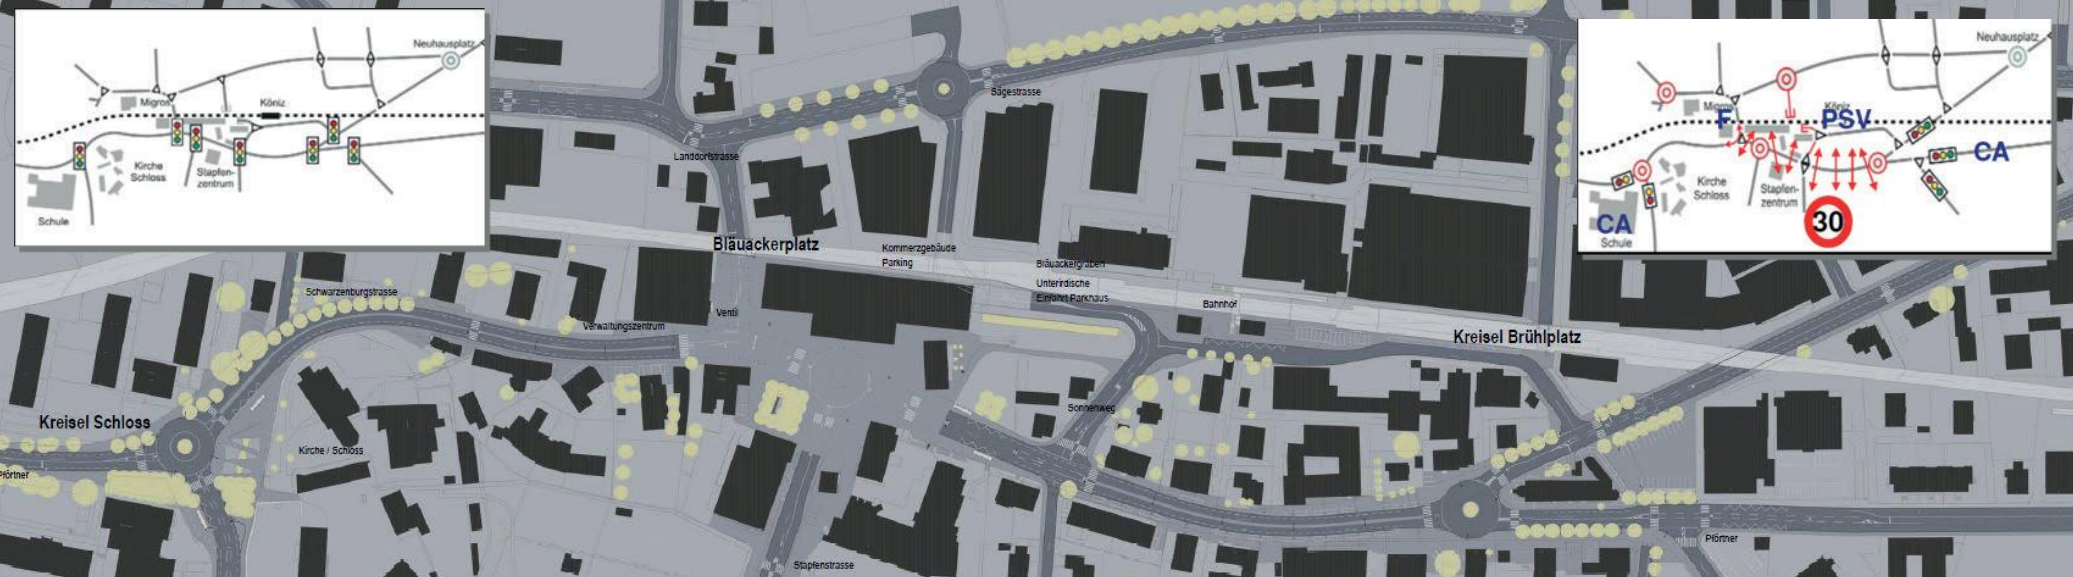 Neuhausplatz
Migros
Köniz
Kirche
Schloss
Stapfen-
zentrum
Schule
Neuhausplatz
Migros
F
Köniz
PSV
CA
Kirche
Schloss
Stapfen-
zentrum
CA
Schule
30
Sägestrasse
Landdorfstrasse
Bläuackerplatz
Kommerzgebäude
Parking
Bläuackergraben
Unterirdische
Einfahrt Parkhaus
Bahnhof
Schwarzenburgstrasse
Verwaltungszentrum
Ventil
Kreisel Brühlplatz
Kreisel Schloss
Sonnenweg
Kirche / Schloss
Pförtner
Pförtner
Stapfenstrasse